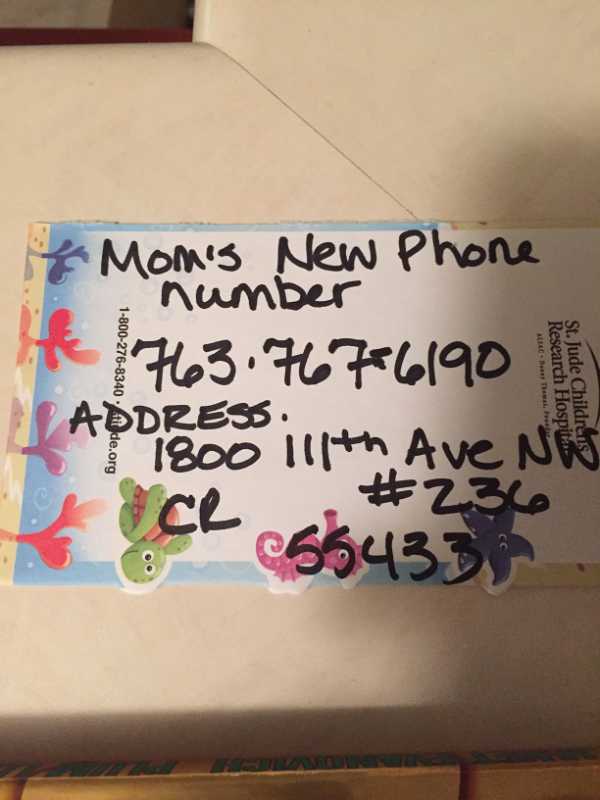 Mom's New Phone
number
763·767-6190
ADDRESS.
1800 111th Ave NW
CR #236
55433
1-800-276-8340
St. Jude Children's
Research Hospital